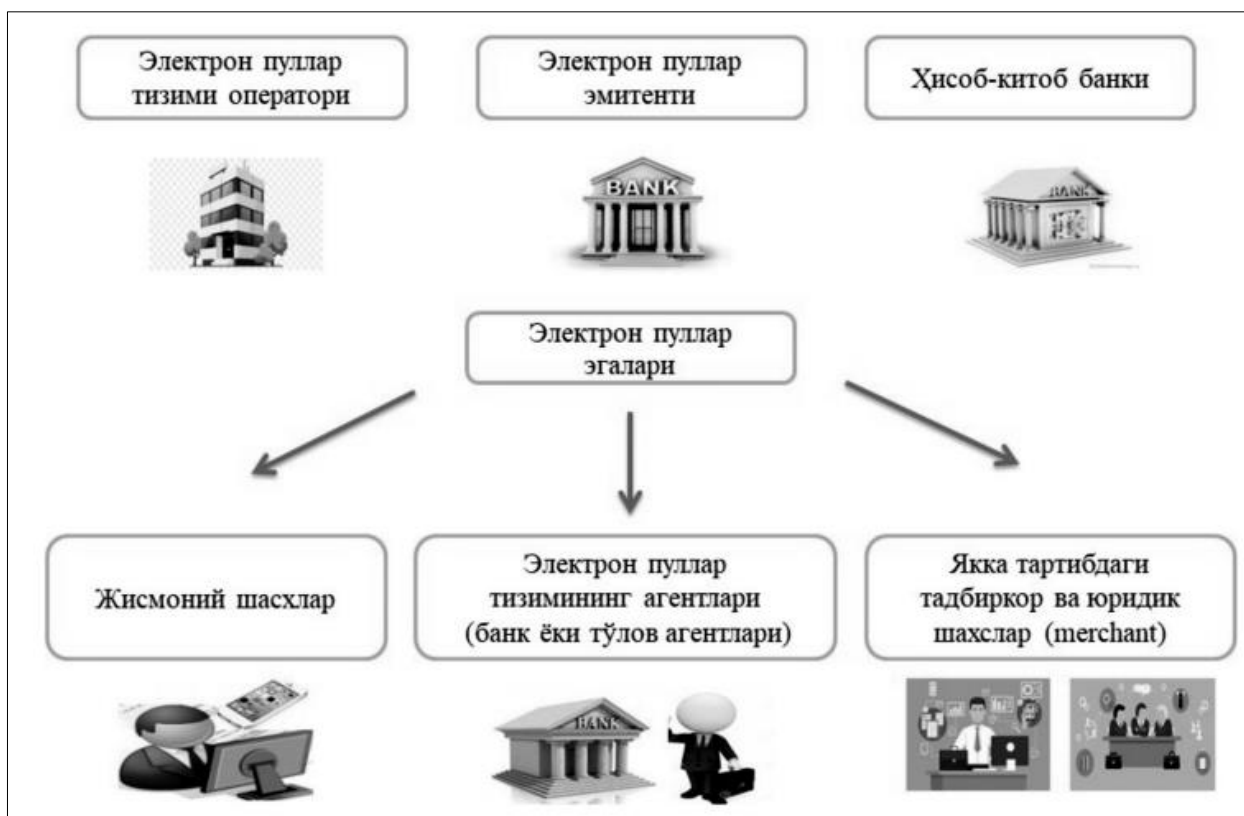 Электрон пуллар
тизими оператори
Электрон пуллар
эмитенти
Ҳисоб-китоб банки
BANK
BANK
Электрон пуллар
эгалари
Жисмоний шасхлар
Электрон пуллар
тизимининг агентлари
(банк ёки тўлов агентлари)
Якка тартибдаги
тадбиркор ва юридик
шахслар (merchant)
BANK